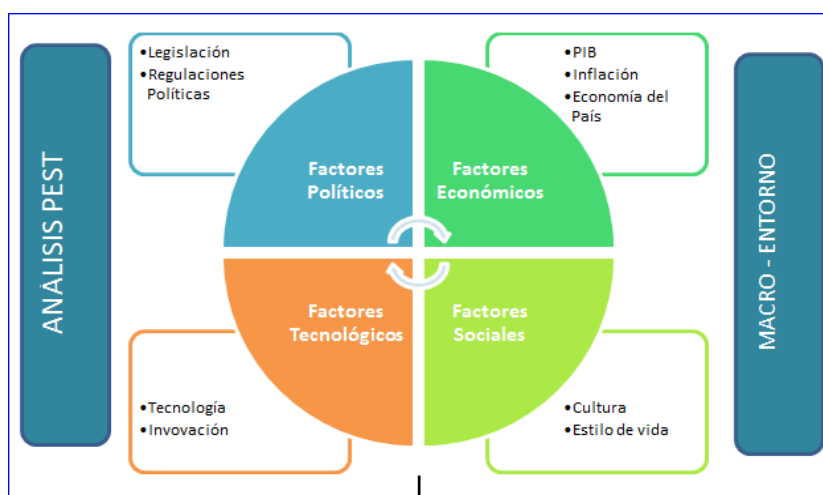 ANÁLISIS PEST
•Legislación
•Regulaciones
Políticas
•PIB
•Inflación
•Economía del
País
Factores
Políticos
Factores
Económicos
Factores
Tecnológicos
Factores
Sociales
•Tecnología
•Invovación
•Cultura
•Estilo de vida
MACRO - ENTORNO